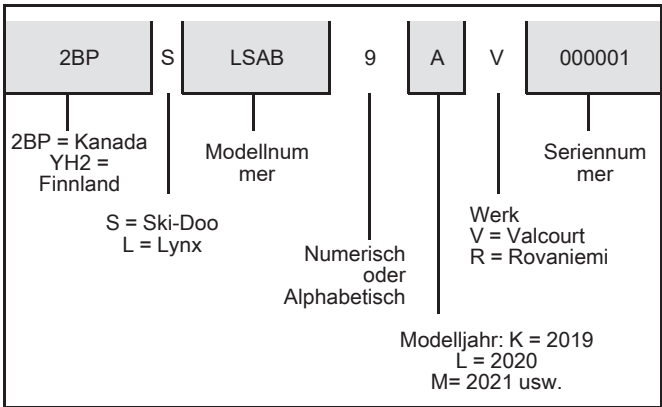 2BP S LSAB 9 A V 000001
2BP = Kanada
YH2 =
Finnland
Modellnum
mer
Seriennum
mer
S = Ski-Doo
L = Lynx
Werk
V = Valcourt
R = Rovaniemi
Numerisch
oder
Alphabetisch
Modelljahr: K = 2019
L = 2020
M= 2021 usw.